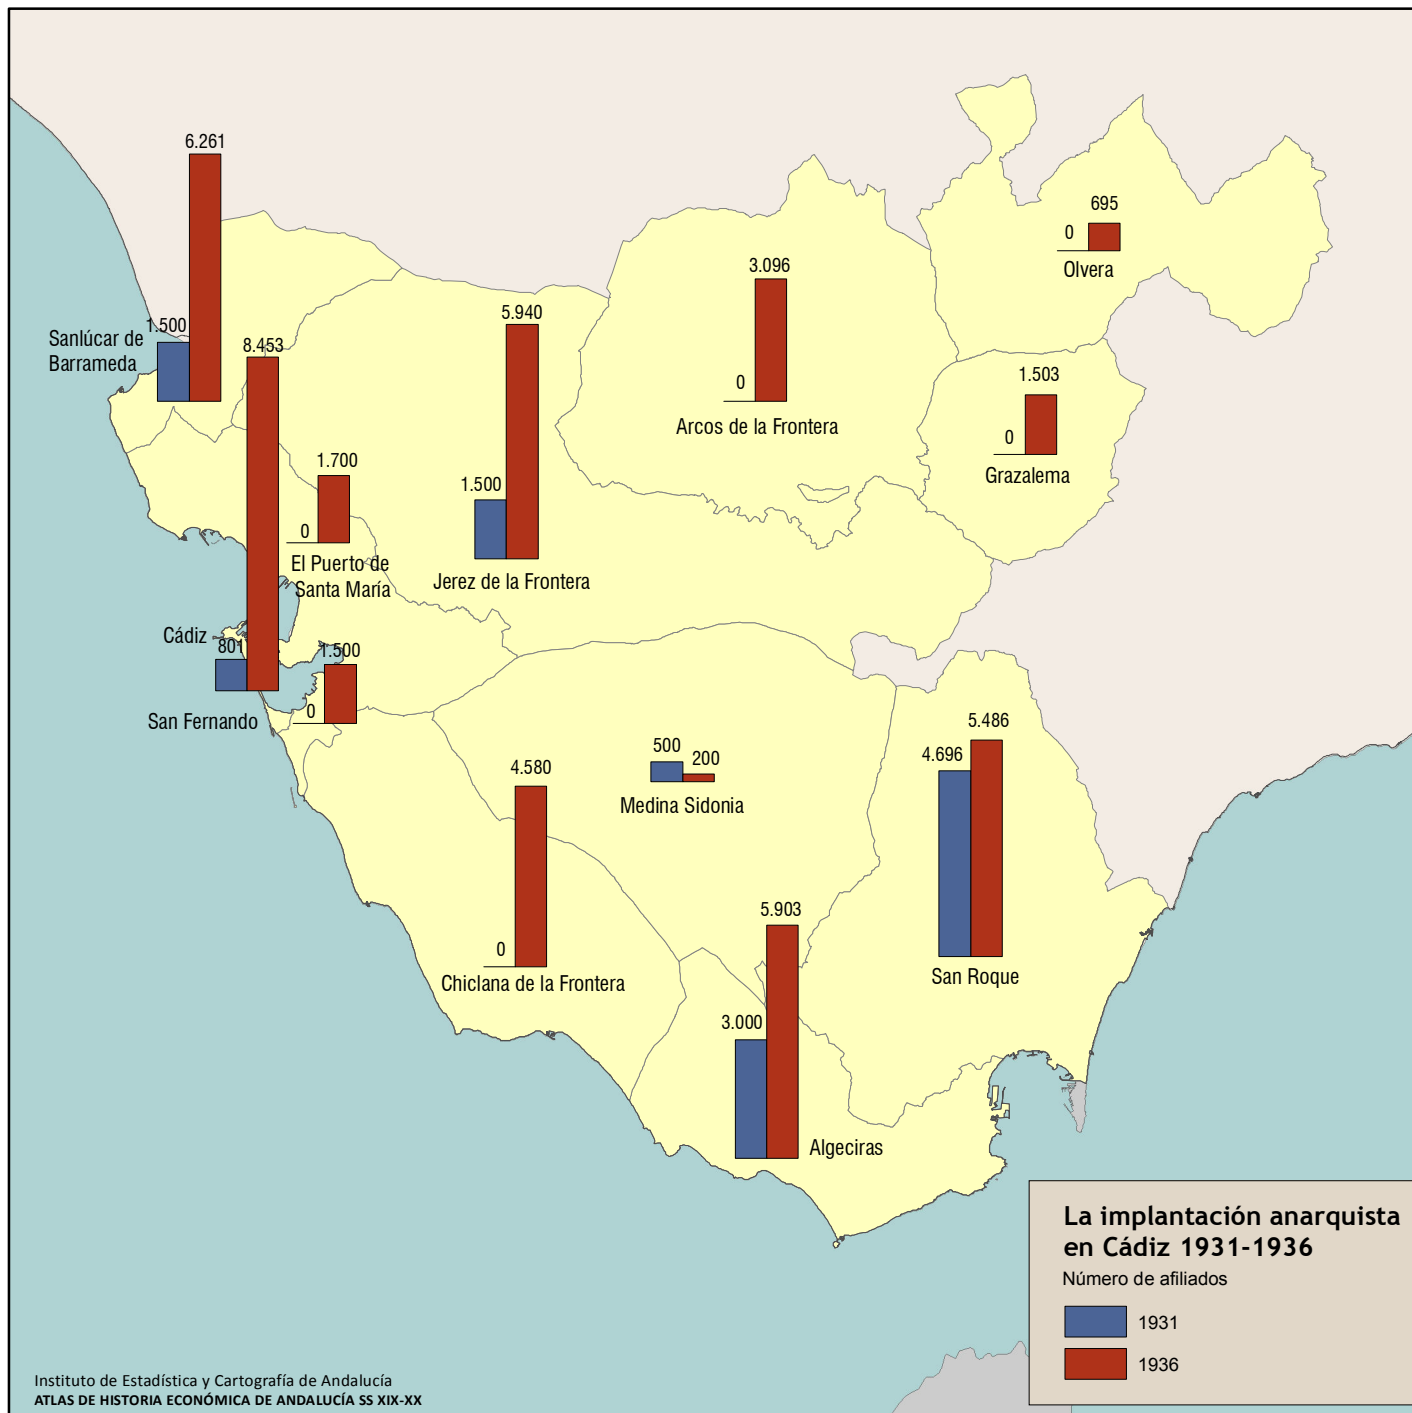 6.261
1.500
Sanlúcar de
Barrameda
8.453
801
Cádiz
1.700
0
El Puerto de
Santa María
1.500
0
San Fernando
5.940
1.500
Jerez de la Frontera
3.096
0
Arcos de la Frontera
695
0
Olvera
1.503
0
Grazalema
500
200
Medina Sidonia
4.580
0
Chiclana de la Frontera
5.486
4.696
San Roque
5.903
3.000
Algeciras
La implantación anarquista
en Cádiz 1931-1936
Número de afiliados
1931
1936
Instituto de Estadística y Cartografía de Andalucía
ATLAS DE HISTORIA ECONÓMICA DE ANDALUCÍA SS XIX-XX